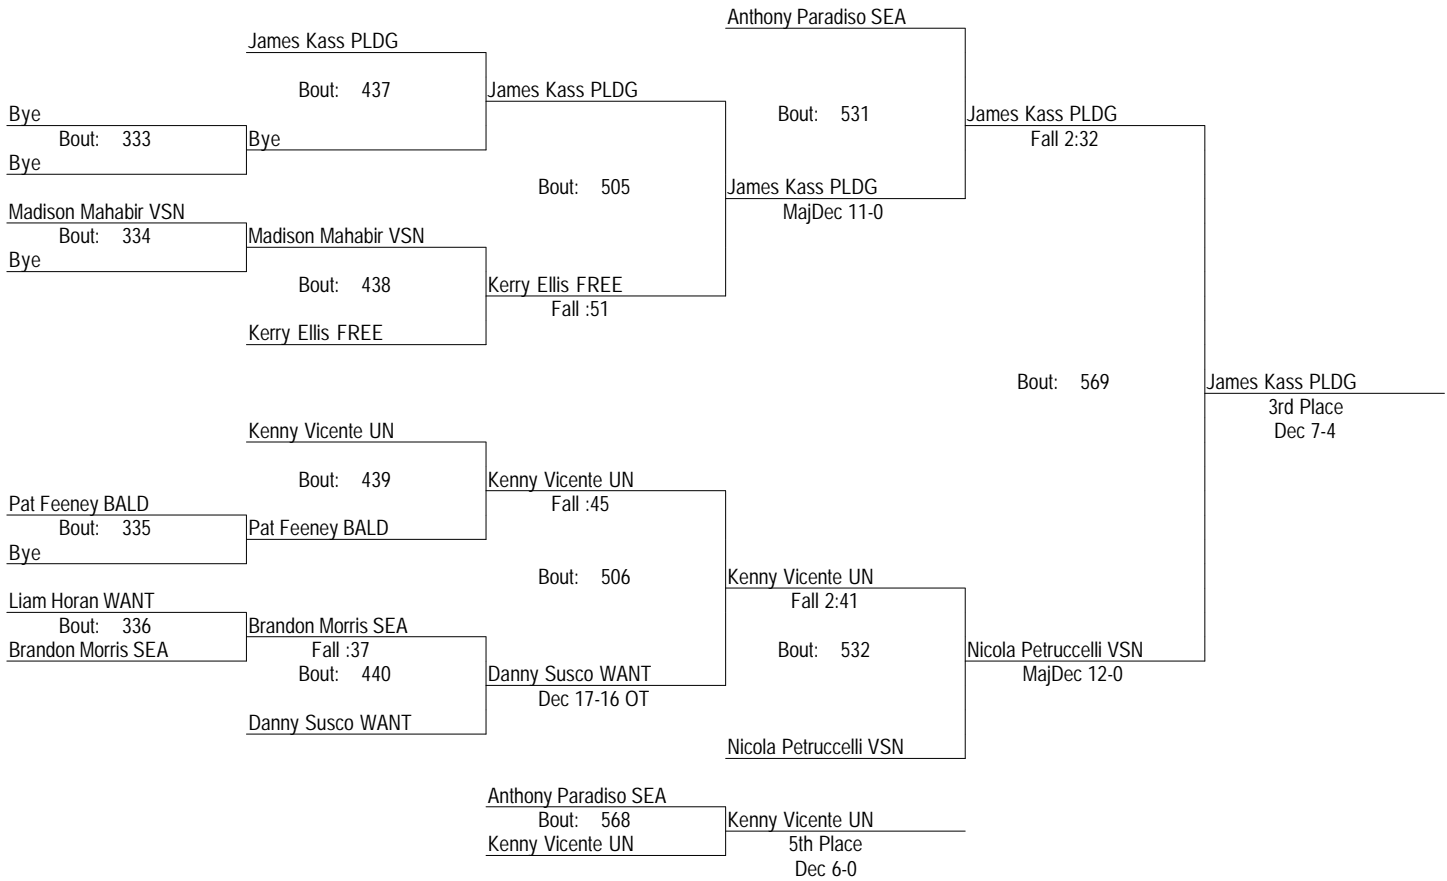 Anthony Paradiso SEA
James Kass PLDG
Bout: 437
James Kass PLDG
Bye
Bout: 531
James Kass PLDG
Bout: 333
Bye
Fall 2:32
Bye
Bout: 505
James Kass PLDG
Madison Mahabir VSN
MajDec 11-0
Bout: 334
Madison Mahabir VSN
Bye
Bout: 438
Kerry Ellis FREE
Fall :51
Kerry Ellis FREE
Bout: 569
James Kass PLDG
3rd Place
Kenny Vicente UN
Dec 7-4
Bout: 439
Kenny Vicente UN
Pat Feeney BALD
Fall :45
Bout: 335
Pat Feeney BALD
Bye
Bout: 506
Kenny Vicente UN
Liam Horan WANT
Fall 2:41
Bout: 336
Brandon Morris SEA
Brandon Morris SEA
Fall :37
Bout: 532
Nicola Petruccelli VSN
Bout: 440
Danny Susco WANT
MajDec 12-0
Dec 17-16 OT
Danny Susco WANT
Nicola Petruccelli VSN
Anthony Paradiso SEA
Bout: 568
Kenny Vicente UN
Kenny Vicente UN
5th Place
Dec 6-0